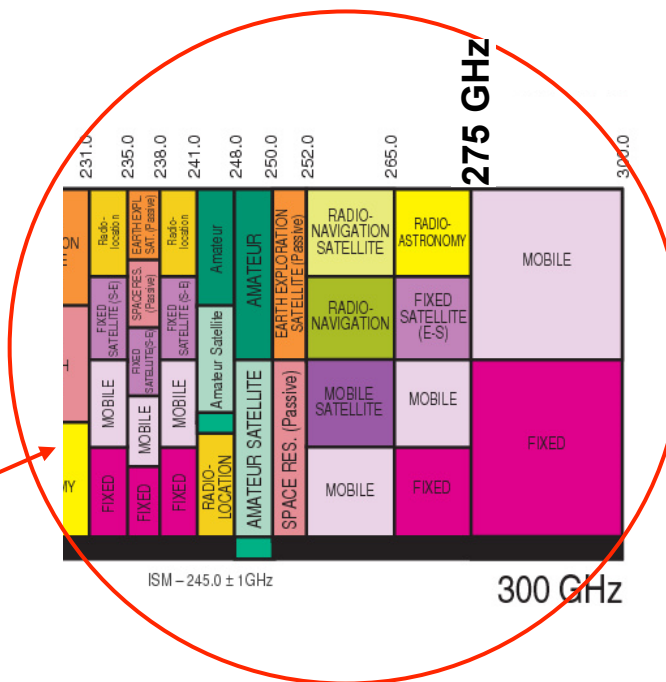 231.0
235.0
238.0
241.0
248.0
250.0
252.0
265.0
275 GHz
300.0
ON
H
MY
Radio-
location
FIXED
SATELLITE (S-E)
MOBILE
FIXED
EARTH EXPL.
SAT. (Passive)
SPACE RES.
(Passive)
FIXED
SATELLITE(S-E)
MOBILE
FIXED
Radio-
location
FIXED
SATELLITE (S-E)
MOBILE
FIXED
Amateur
Amateur Satellite
RADIO-
LOCATION
AMATEUR
AMATEUR SATELLITE
EARTH EXPLORATION
SATELLITE (Passive)
SPACE RES. (Passive)
RADIO-
NAVIGATION
SATELLITE
RADIO-
NAVIGATION
MOBILE
SATELLITE
MOBILE
RADIO-
ASTRONOMY
FIXED
SATELLITE
(E-S)
MOBILE
FIXED
MOBILE
FIXED
ISM – 245.0 ± 1GHz
300 GHz